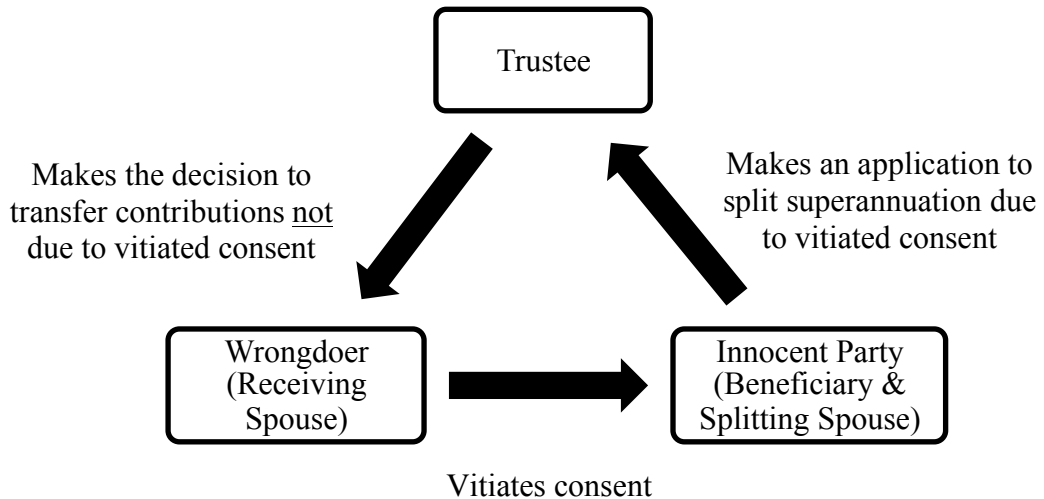 Trustee
Makes the decision to
transfer contributions not
due to vitiated consent
Makes an application to
split superannuation due
to vitiated consent
Wrongdoer
(Receiving
Spouse)
Innocent Party
(Beneficiary &
Splitting Spouse)
Vitiates consent